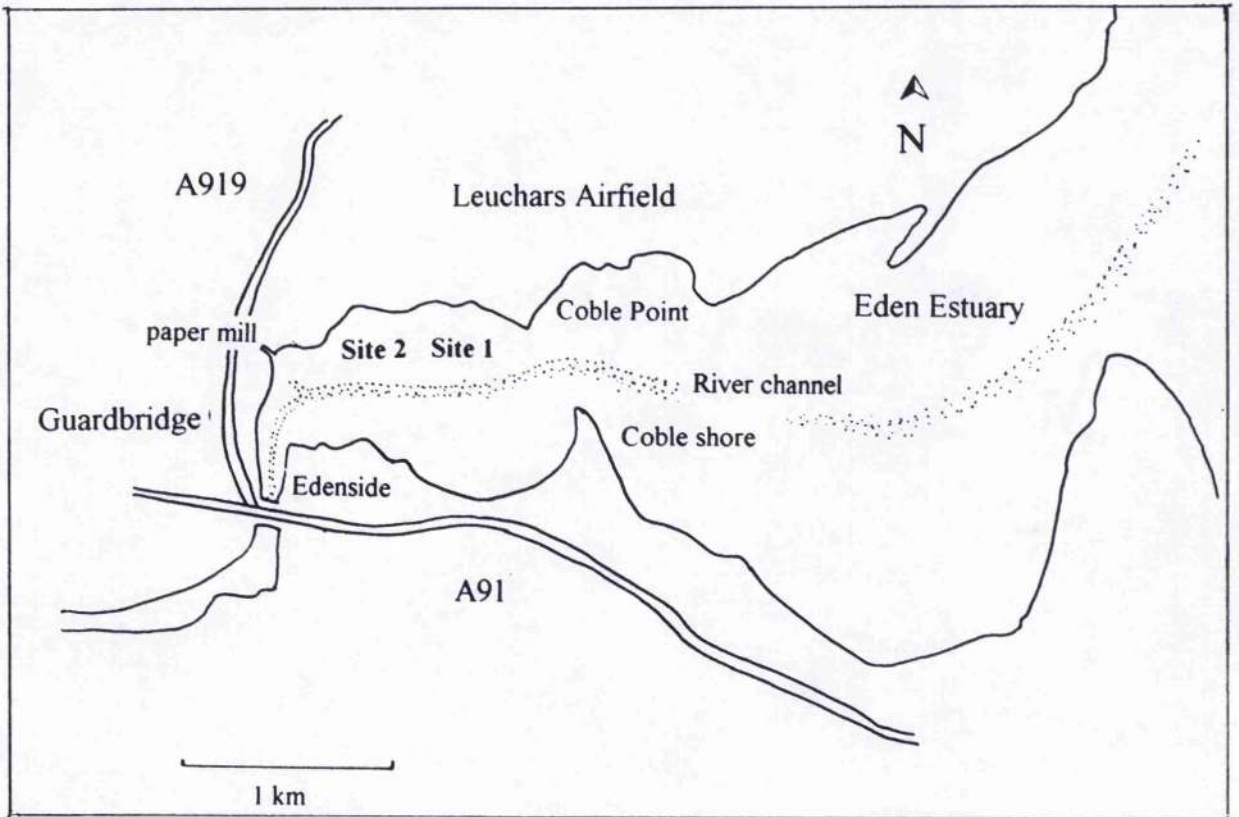 A919
N
Leuchars Airfield
Coble Point
Eden Estuary
paper mill
Site 2 Site 1
River channel
Guardbridge
Coble shore
Edenside
A91
1 km